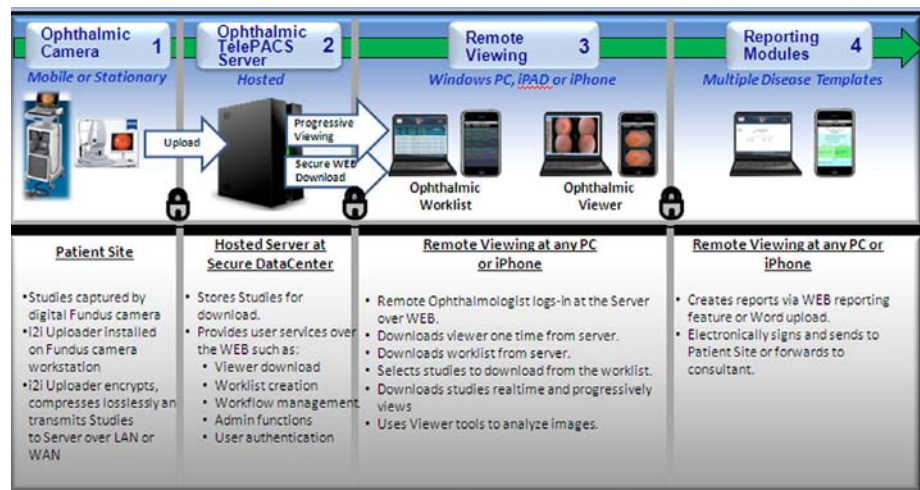 Ophthalmic
Camera 1
Mobile or Stationary
Ophthalmic
TelePACS 2
Server
Hosted
Remote
Viewing 3
Windows PC, iPAD or iPhone
Reporting
Modules 4
Multiple Disease Templates
Upload
Progressive
Viewing
Secure WEB
Download
Ophthalmic
Worklist
Ophthalmic
Viewer
Patient Site
•Studies captured by
digital Fundus camera
•i2i Uploader installed
on Fundus camera
workstation
•i2i Uploader encrypts,
compresses losslessly an
transmits Studies
to Server over LAN or
WAN
Hosted Server at
Secure DataCenter
• Stores Studies for
download.
• Provides user services over
the WEB such as:
• Viewer download
• Worklist creation
• Workflow management
• Admin functions
• User authentication
Remote Viewing at any PC
or iPhone
• Remote Ophthalmologist logs-in at the Server
over WEB.
• Downloads viewer one time from server.
• Downloads worklist from server.
• Selects studies to download from the worklist.
• Downloads studies realtime and progressively
views
• Uses Viewer tools to analyze images.
Remote Viewing at any PC or
iPhone
• Creates reports via WEB reporting
feature or Word upload.
• Electronically signs and sends to
Patient Site or forwards to
consultant.